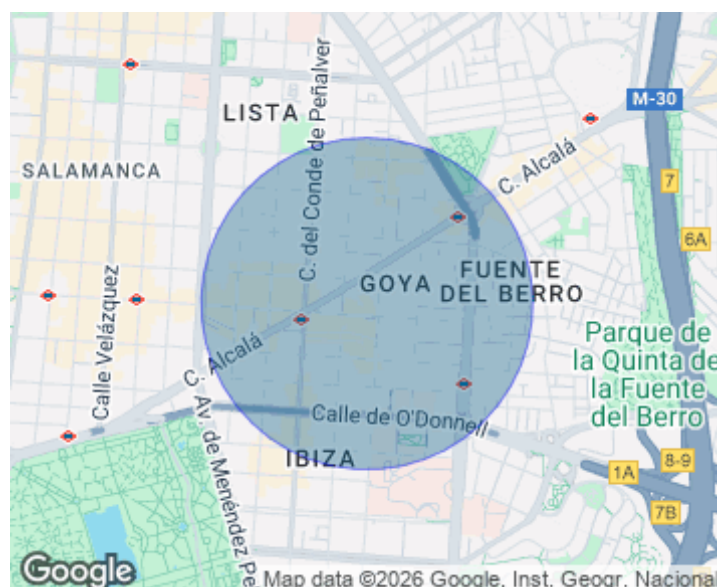 LISTA
C. del Conde de Peñalver
M-30
C. Alcalá
SALAMANCA
7
6A
GOYA
FUENTE
DEL BERRO
Calle Velázquez
C. Alcalá
Parque de
la Quinta de
la Fuente
del Berro
Av. de Menéndez Pe
Calle de O'Donnell
IBIZA
1A
8-9
7B
Google
Map data ©2026 Google, Inst. Geogr. Nacional